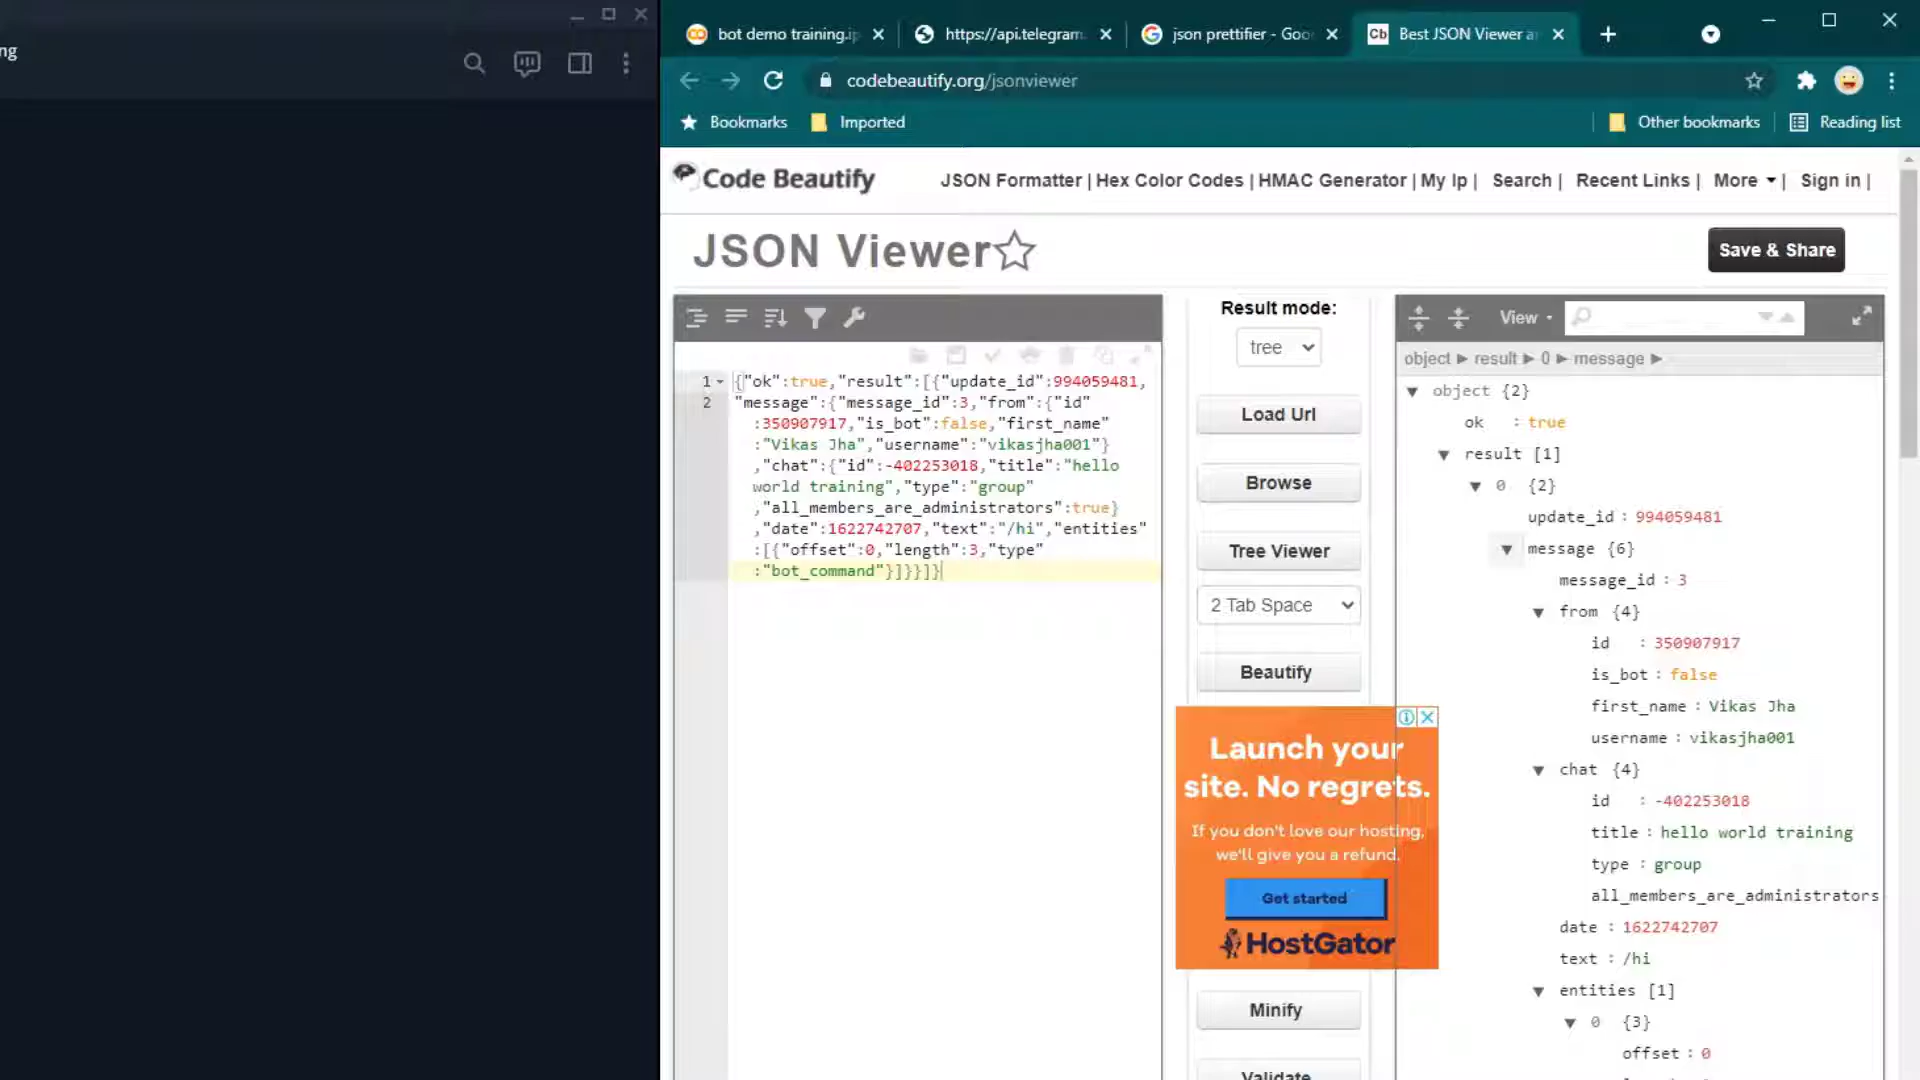 ng
bot demo training.ip
https://api.telegram.
json prettifier - Goo
Cb
Best JSON Viewer a
codebeautify.org/jsonviewer
Bookmarks
Imported
Other bookmarks
Reading list
Code Beautify
JSON Formatter | Hex Color Codes | HMAC Generator | My Ip | Search | Recent Links | More | Sign in |
JSON Viewer
Save & Share
1
2
{"ok":true,"result":[{"update_id":994059481,
"message":{"message_id":3,"from":{"id"
:350907917,"is_bot":false,"first_name"
:"Vikas Jha","username":"vikasjha001"}
,"chat":{"id":-402253018,"title":"hello
world training","type":"group"
,"all_members_are_administrators":true}
,"date":1622742707,"text":"/hi","entities"
:[{"offset":0,"length":3,"type"
:"bot_command"}]}}]}
Result mode:
tree
Load Url
Browse
Tree Viewer
2 Tab Space
Beautify
Launch your
site. No regrets.
If you don't love our hosting,
we'll give you a refund.
Get started
HostGator
Minify
Validate
View
object ▶ result ▶ 0 ▶ message ▶
object {2}
ok : true
result [1]
0 {2}
update_id : 994059481
message {6}
message_id : 3
from {4}
id : 350907917
is_bot : false
first_name : Vikas Jha
username : vikasjha001
chat {4}
id : -402253018
title : hello world training
type : group
all_members_are_administrators
date : 1622742707
text : /hi
entities [1]
0 {3}
offset : 0